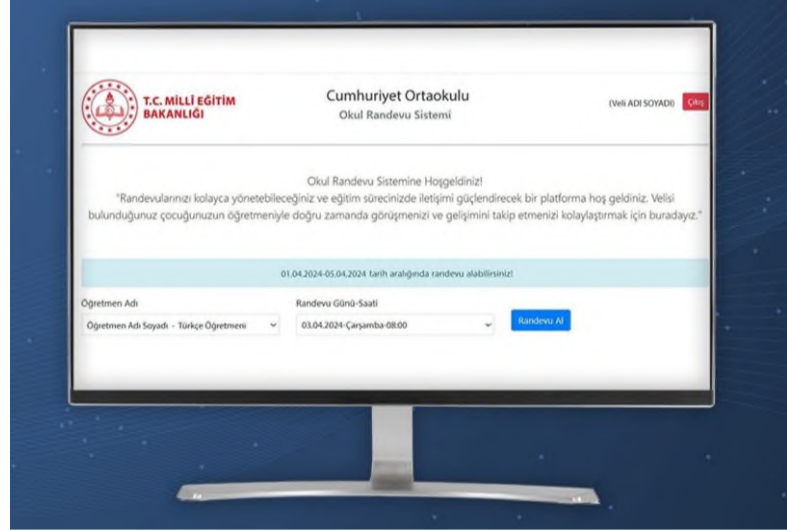 T.C. MİLLÎ EĞİTİM
BAKANLIĞI
Cumhuriyet Ortaokulu
Okul Randevu Sistemi
(Veli ADI SOYADI)
Çıkış
Okul Randevu Sistemine Hoşgeldiniz!
"Randevularınızı kolayca yönetebileceğiniz ve eğitim sürecinizde iletişimi güçlendirecek bir platforma hoş geldiniz. Velisi
bulunduğunuz çocuğunuzun öğretmeniyle doğru zamanda görüşmenizi ve gelişimini takip etmenizi kolaylaştırmak için buradayız."
01.04.2024-05.04.2024 tarih aralığında randevu alabilirsiniz!
Öğretmen Adı
Randevu Günü-Saati
Öğretmen Adı Soyadı - Türkçe Öğretmeni
03.04.2024-Çarşamba-08:00
Randevu Al